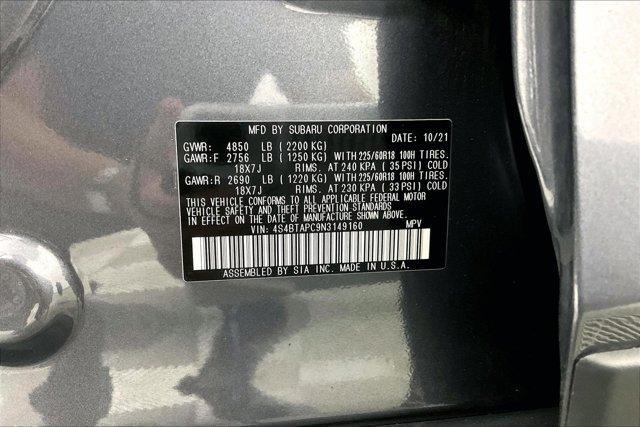 MFD BY SUBARU CORPORATION
DATE: 10/21
GVWR: 4850 LB ( 2200 KG)
GAWR:F 2756 LB ( 1250 KG) WITH 225/60R18 100H TIRES.
18X7J RIMS. AT 240 KPA ( 35 PSI) COLD
GAWR:R 2690 LB ( 1220 KG) WITH 225/60R18 100H TIRES.
18X7J RIMS. AT 230 KPA ( 33 PSI) COLD
THIS VEHICLE CONFORMS TO ALL APPLICABLE FEDERAL MOTOR
VEHICLE SAFETY AND THEFT PREVENTION STANDARDS
IN EFFECT ON THE DATE OF MANUFACTURE SHOWN ABOVE.
VIN: 4S4BTAPC9N3149160 MPV
ASSEMBLED BY SIA INC. MADE IN U.S.A.